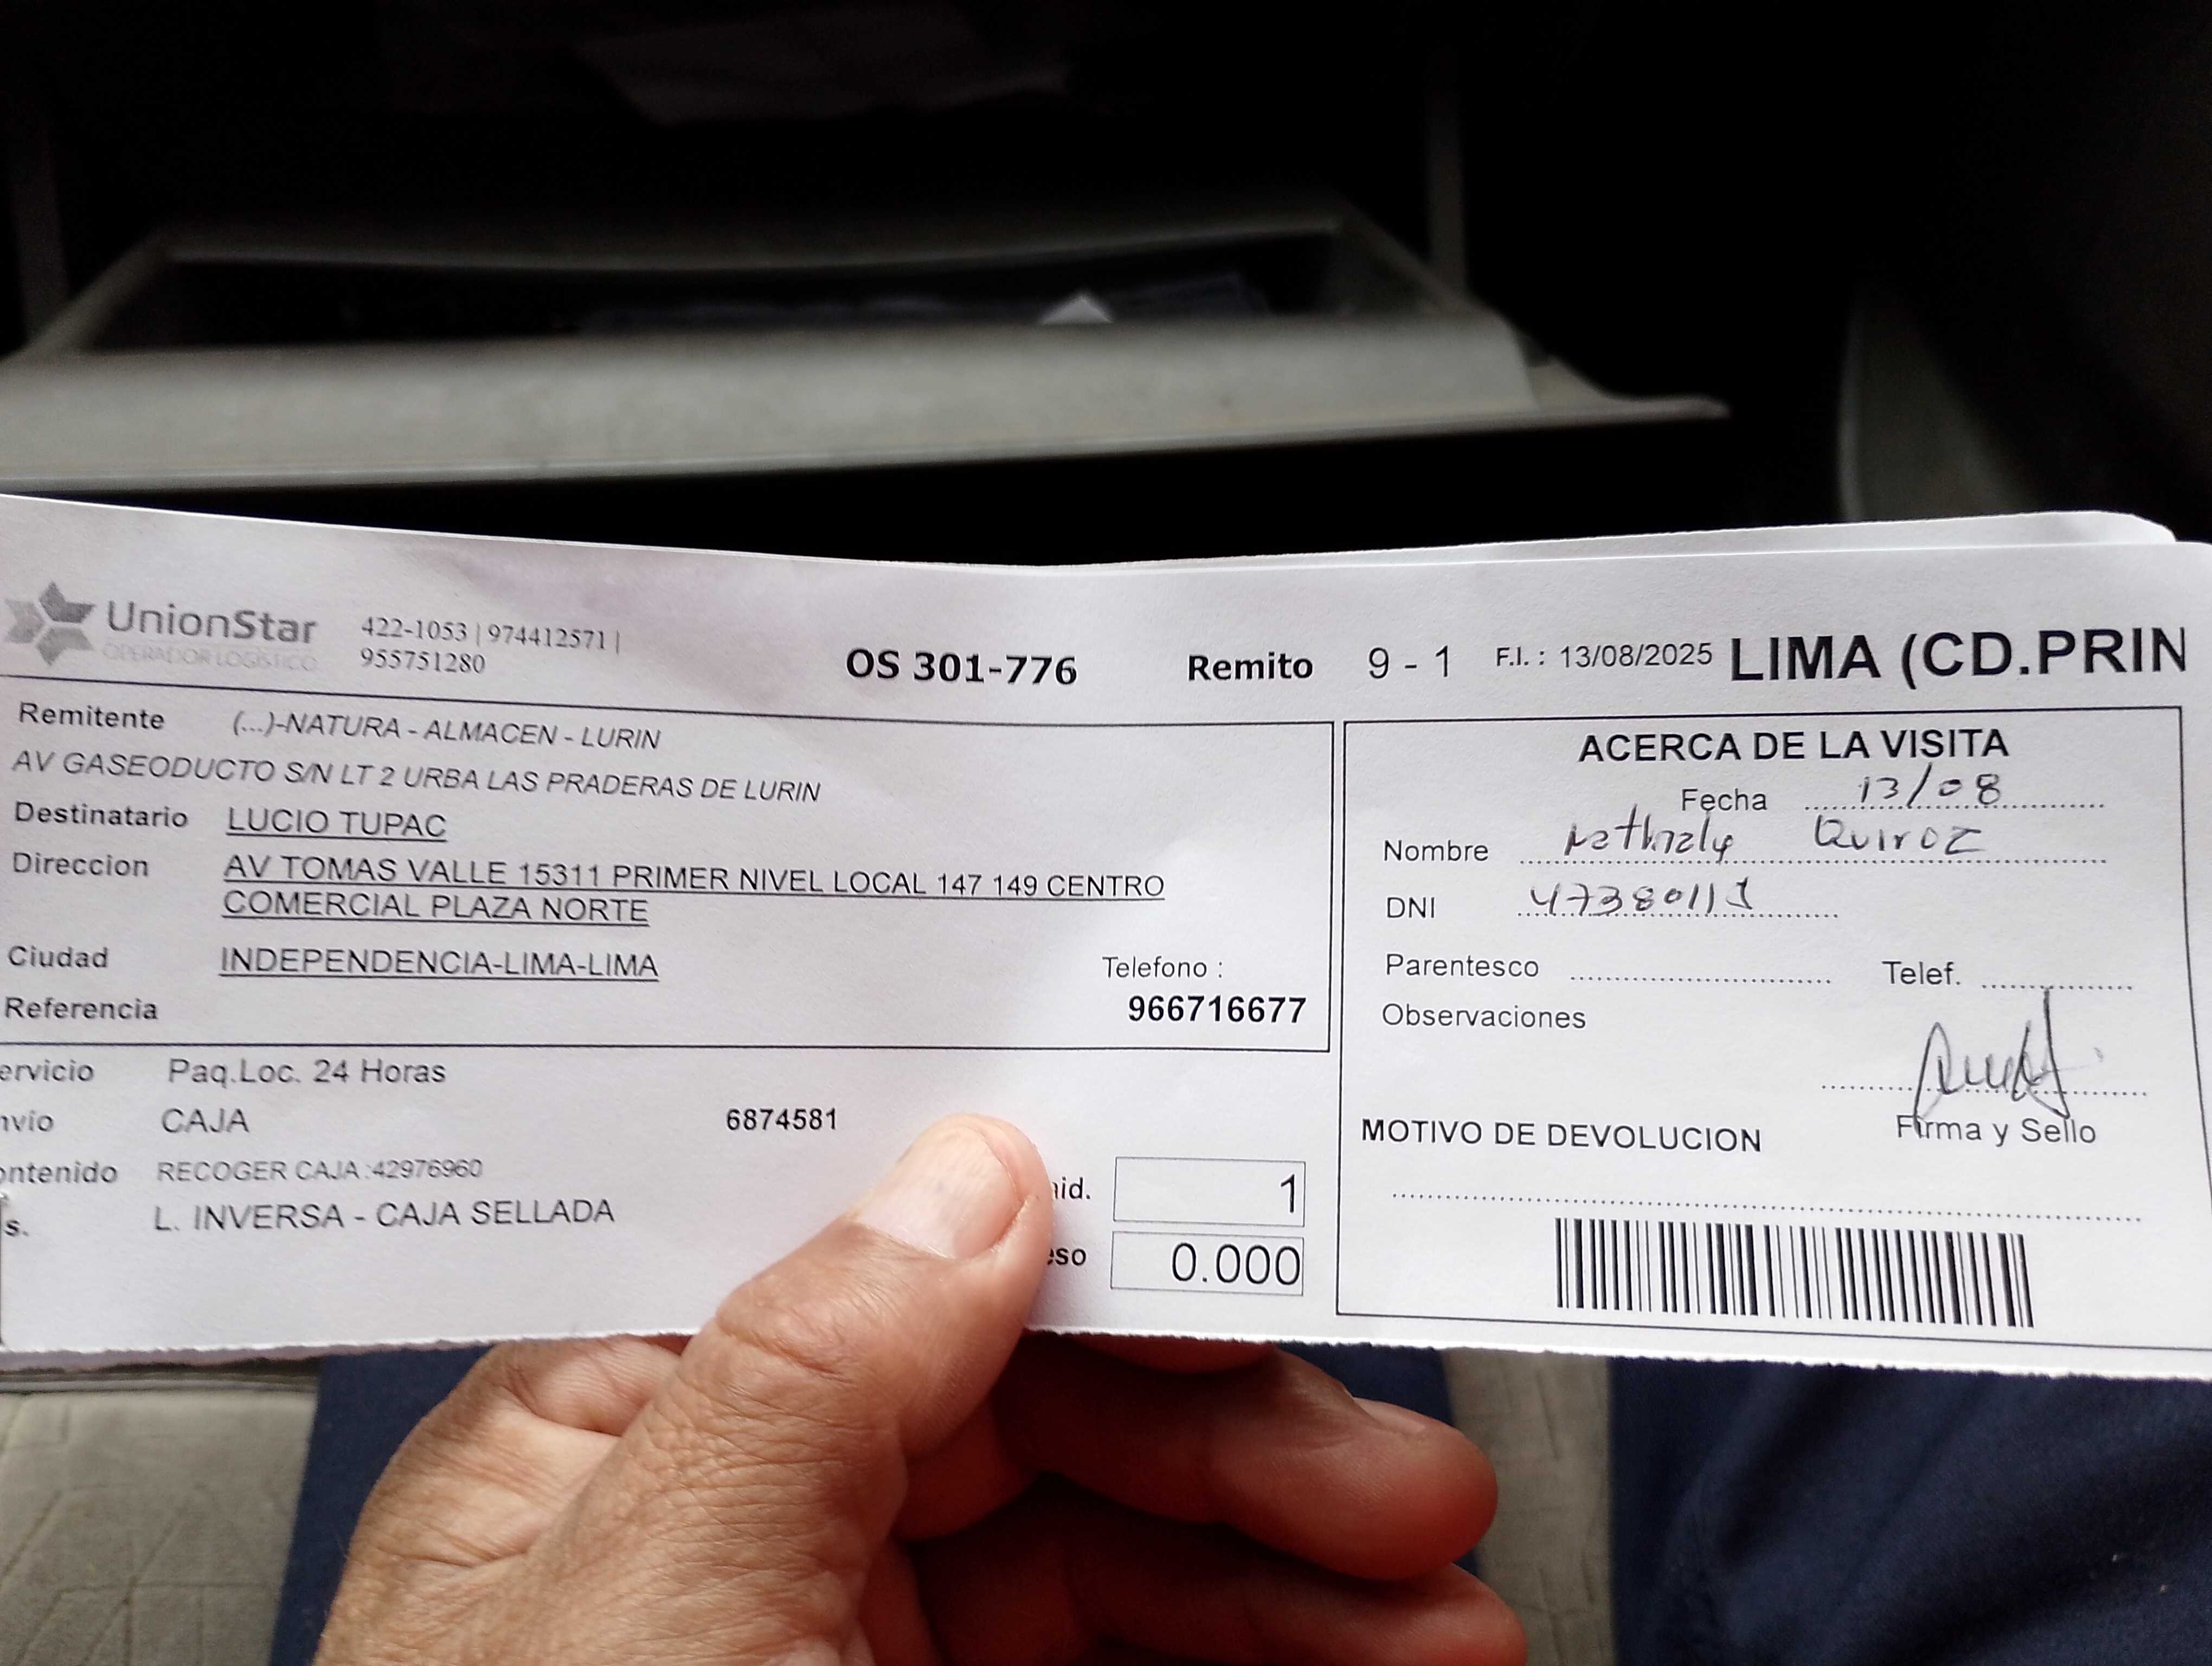 UnionStar
OPERADOR LOGÍSTICO
422-1053 | 974412571 |
955751280
OS 301-776
Remito 9 - 1
F.I. : 13/08/2025
LIMA (CD.PRIN
Remitente (...)-NATURA - ALMACEN - LURIN
AV GASEODUCTO S/N LT 2 URBA LAS PRADERAS DE LURIN
Destinatario LUCIO TUPAC
Direccion AV TOMAS VALLE 15311 PRIMER NIVEL LOCAL 147 149 CENTRO
COMERCIAL PLAZA NORTE
Ciudad INDEPENDENCIA-LIMA-LIMA
Telefono :
966716677
Referencia
ervicio Paq.Loc. 24 Horas
nvío CAJA 6874581
ontenido RECOGER CAJA :42976960
s. L. INVERSA - CAJA SELLADA
id. 1
eso 0.000
ACERCA DE LA VISITA
Fecha 13/08
Nombre Nathaly Quiroz
DNI
Parentesco Telef.
Observaciones
Firma y Sello
MOTIVO DE DEVOLUCION